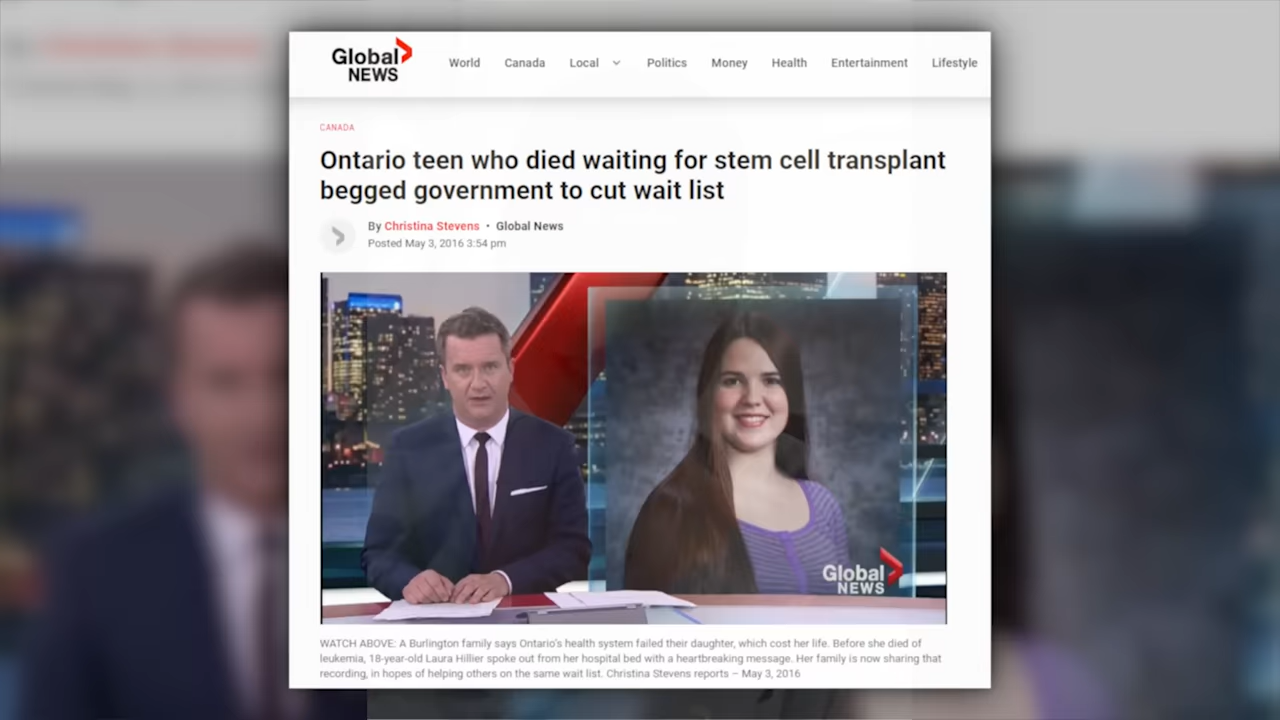 Global
NEWS
World Canada Local Politics Money Health Entertainment Lifestyle
CANADA
Ontario teen who died waiting for stem cell transplant
begged government to cut wait list
By Christina Stevens • Global News
Posted May 3, 2016 3:54 pm
Global
NEWS
WATCH ABOVE: A Burlington family says Ontario's health system failed their daughter, which cost her life. Before she died of
leukemia, 18-year-old Laura Hillier spoke out from her hospital bed with a heartbreaking message. Her family is now sharing that
recording, in hopes of helping others on the same wait list. Christina Stevens reports – May 3, 2016